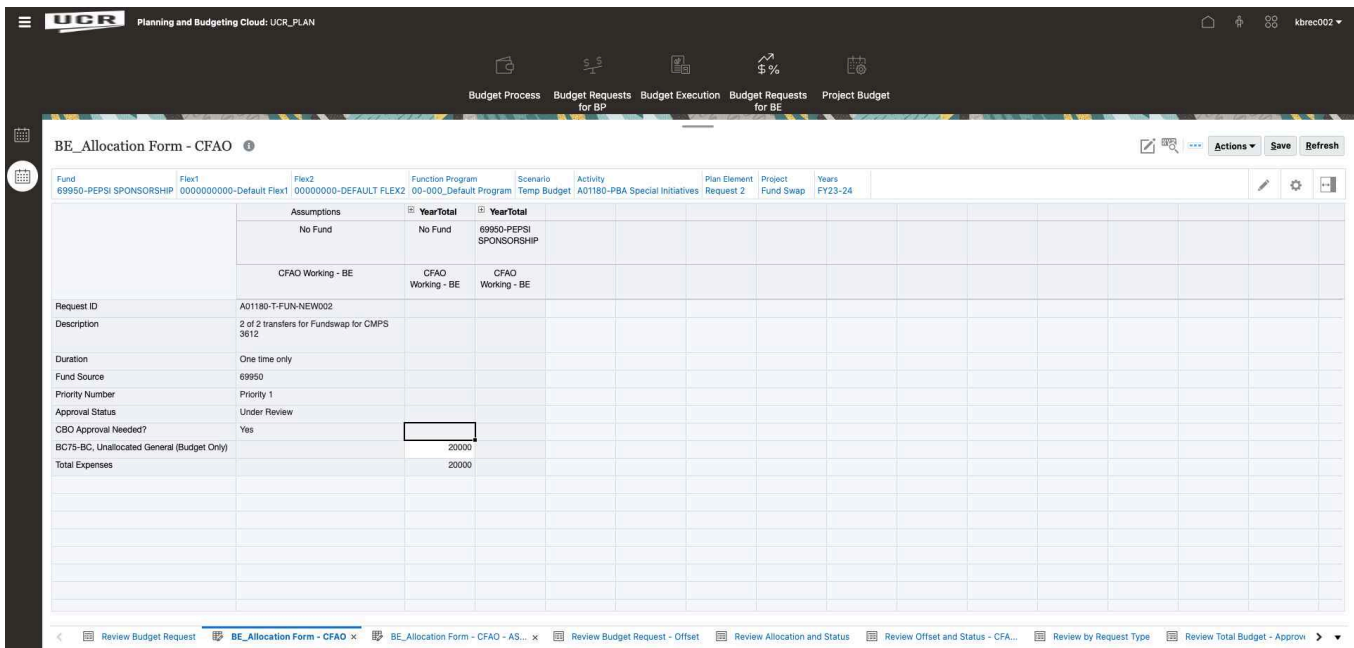 UCR Planning and Budgeting Cloud: UCR_PLAN kbrec002
Budget Process Budget Requests for BP Budget Execution Budget Requests for BE Project Budget
BE_Allocation Form - CFAO
Actions Save Refresh
Fund Flex1 Flex2 Function Program Scenario Activity Plan Element Project Years
69950-PEPSI SPONSORSHIP 0000000000-Default Flex1 00000000-DEFAULT FLEX2 00-000_Default Program Temp Budget A01180-PBA Special Initiatives Request 2 Fund Swap FY23-24
Assumptions YearTotal YearTotal
No Fund No Fund 69950-PEPSI
SPONSORSHIP
CFAO Working - BE CFAO Working - BE CFAO Working - BE
Request ID A01180-T-FUN-NEW002
Description 2 of 2 transfers for Fundswap for CMPS
3612
Duration One time only
Fund Source 69950
Priority Number Priority 1
Approval Status Under Review
CBO Approval Needed? Yes
BC75-BC, Unallocated General (Budget Only) 20000
Total Expenses 20000
Review Budget Request BE_Allocation Form - CFAO BE_Allocation Form - CFAO - AS... Review Budget Request - Offset Review Allocation and Status Review Offset and Status - CFA... Review by Request Type Review Total Budget - Approv